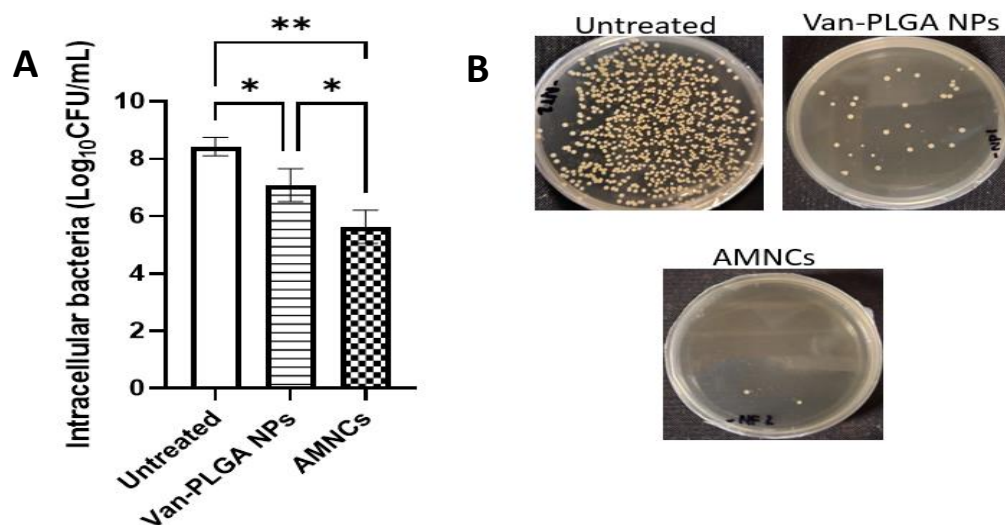 A
**
*
*
Intracellular bacteria (Log10CFU/mL)
10
8
6
4
2
0
Untreated
Van-PLGA NPs
AMNCs
B
Untreated
Van-PLGA NPs
-NP1
AMNCs